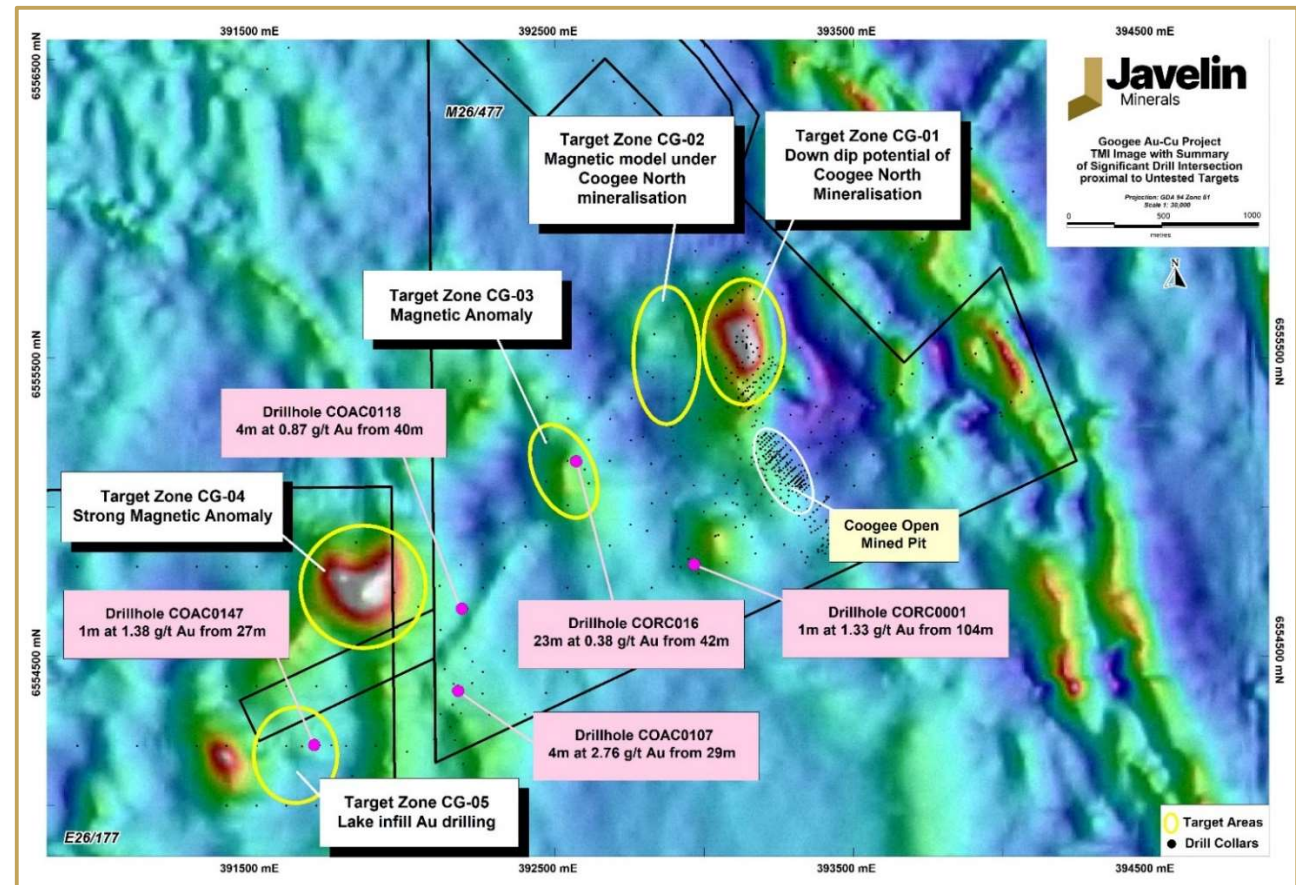 391500 mE
392500 mE
393500 mE
394500 mE
6556500 mN
6555500 mN
6554500 mN
6556500 mN
6555500 mN
6554500 mN
M26/477
Javelin
Minerals
Googee Au-Cu Project
TMI Image with Summary
of Significant Drill Intersection
proximal to Untested Targets
Projection: GDA 94 Zone 51
Scale 1: 30,000
0 500 1000
metres
N
Target Zone CG-02
Magnetic model under
Coogee North
mineralisation
Target Zone CG-01
Down dip potential of
Coogee North
Mineralisation
Target Zone CG-03
Magnetic Anomaly
Drillhole COAC0118
4m at 0.87 g/t Au from 40m
Target Zone CG-04
Strong Magnetic Anomaly
Coogee Open
Mined Pit
Drillhole COAC0147
1m at 1.38 g/t Au from 27m
Drillhole CORC016
23m at 0.38 g/t Au from 42m
Drillhole CORC0001
1m at 1.33 g/t Au from 104m
Drillhole COAC0107
4m at 2.76 g/t Au from 29m
Target Zone CG-05
Lake infill Au drilling
E26/177
Target Areas
Drill Collars
391500 mE
392500 mE
393500 mE
394500 mE